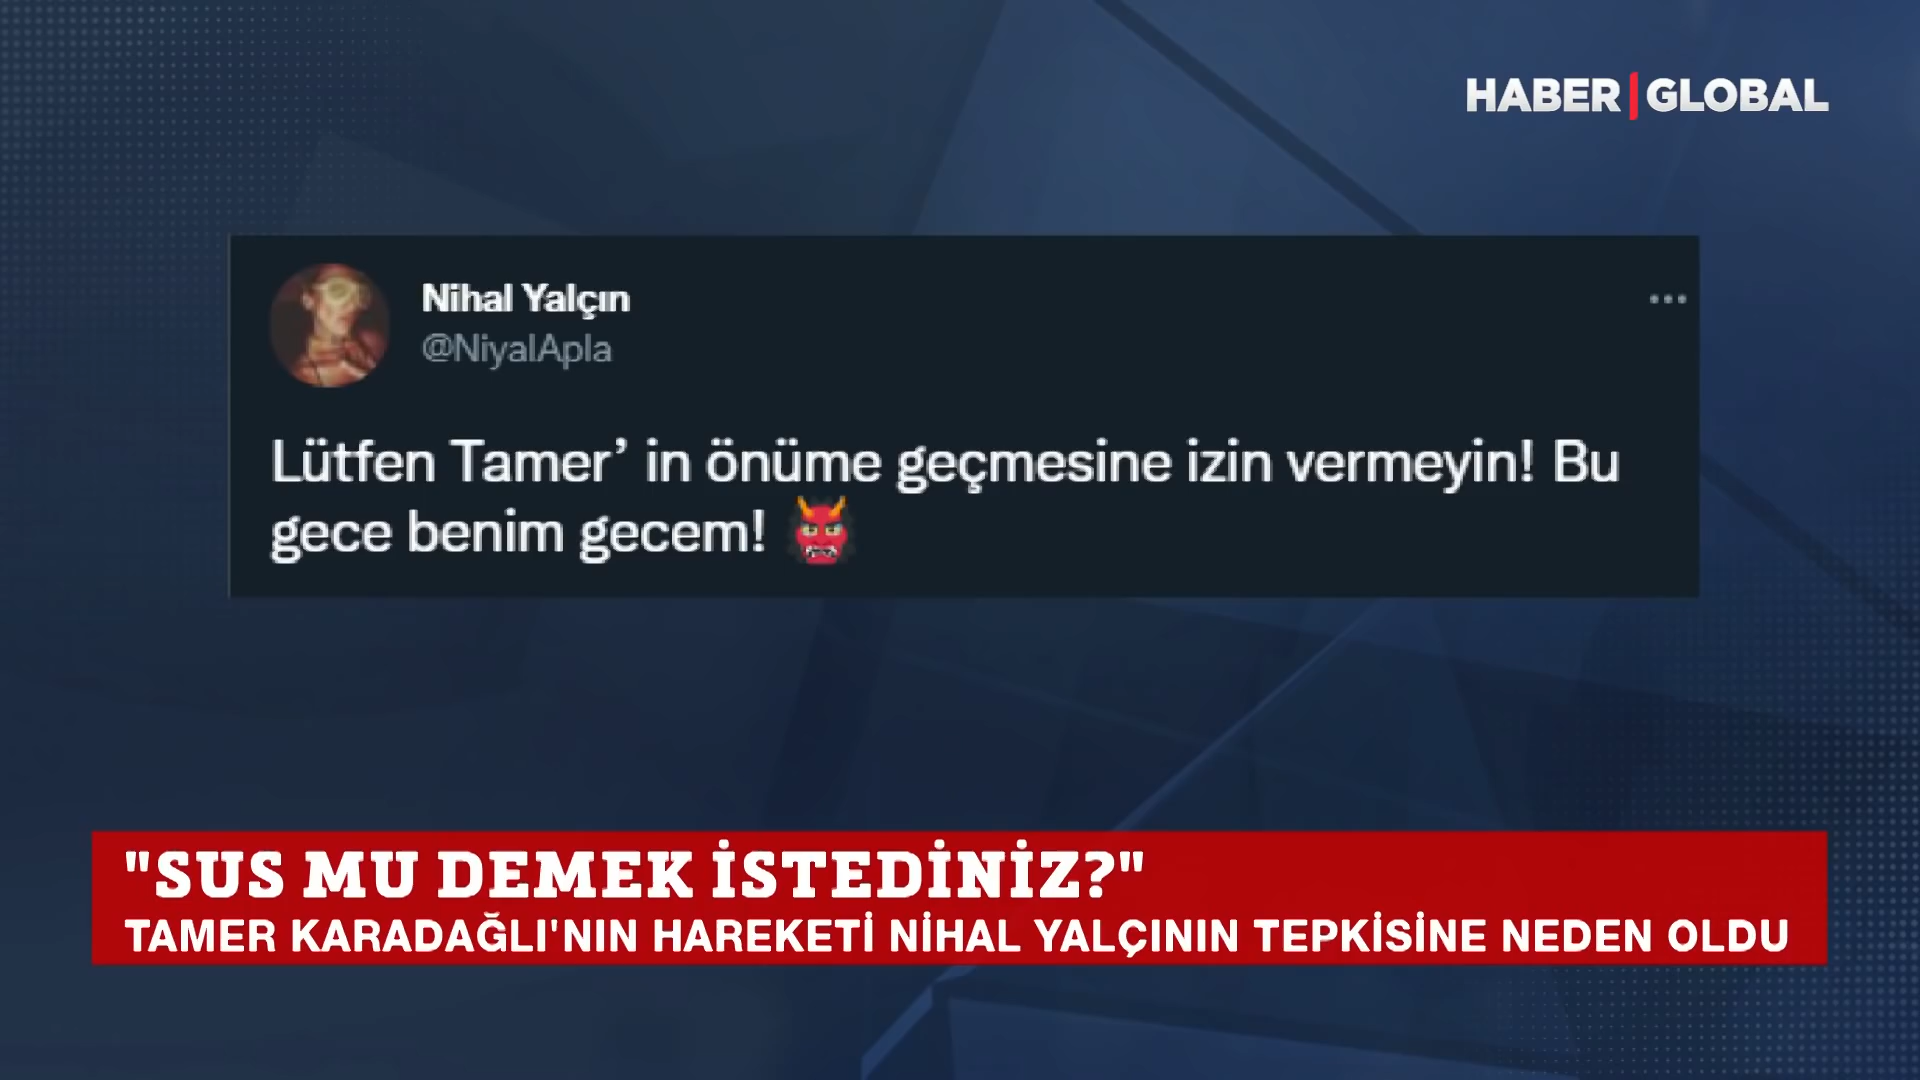 HABER GLOBAL
Nihal Yalçın
@NiyalApla
Lütfen Tamer’ in önüme geçmesine izin vermeyin! Bu
gece benim gecem! 👹
"SUS MU DEMEK İSTEDİNİZ?"
TAMER KARADAĞLI'NIN HAREKETİ NİHAL YALÇININ TEPKİSİNE NEDEN OLDU